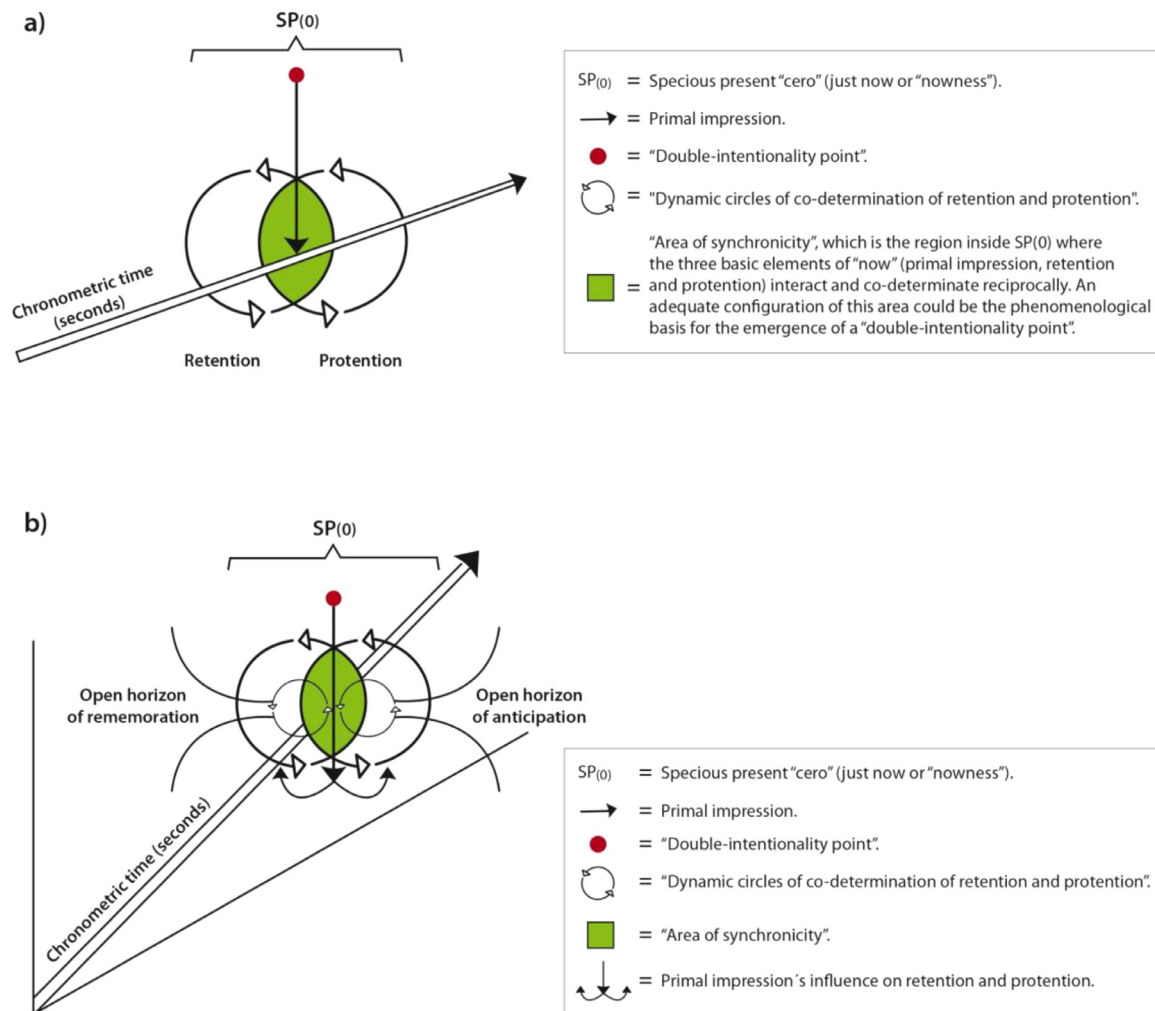 a)
SP(0)
Chronometric time
(seconds)
Retention
Protention
SP(0) = Specious present “cero” (just now or “nowness”).
= Primal impression.
= “Double-intentionality point”.
= "Dynamic circles of co-determination of retention and protention".
“Area of synchronicity”, which is the region inside SP(0) where
the three basic elements of “now” (primal impression, retention
= and protention) interact and co-determinate reciprocally. An
adequate configuration of this area could be the phenomenological
basis for the emergence of a “double-intentionality point”.
b)
SP(0)
Open horizon
of rememoration
Open horizon
of anticipation
Chronometric time (seconds)
SP(0) = Specious present “cero” (just now or “nowness”).
= Primal impression.
= “Double-intentionality point”.
= “Dynamic circles of co-determination of retention and protention”.
= “Area of synchronicity”.
= Primal impression´s influence on retention and protention.